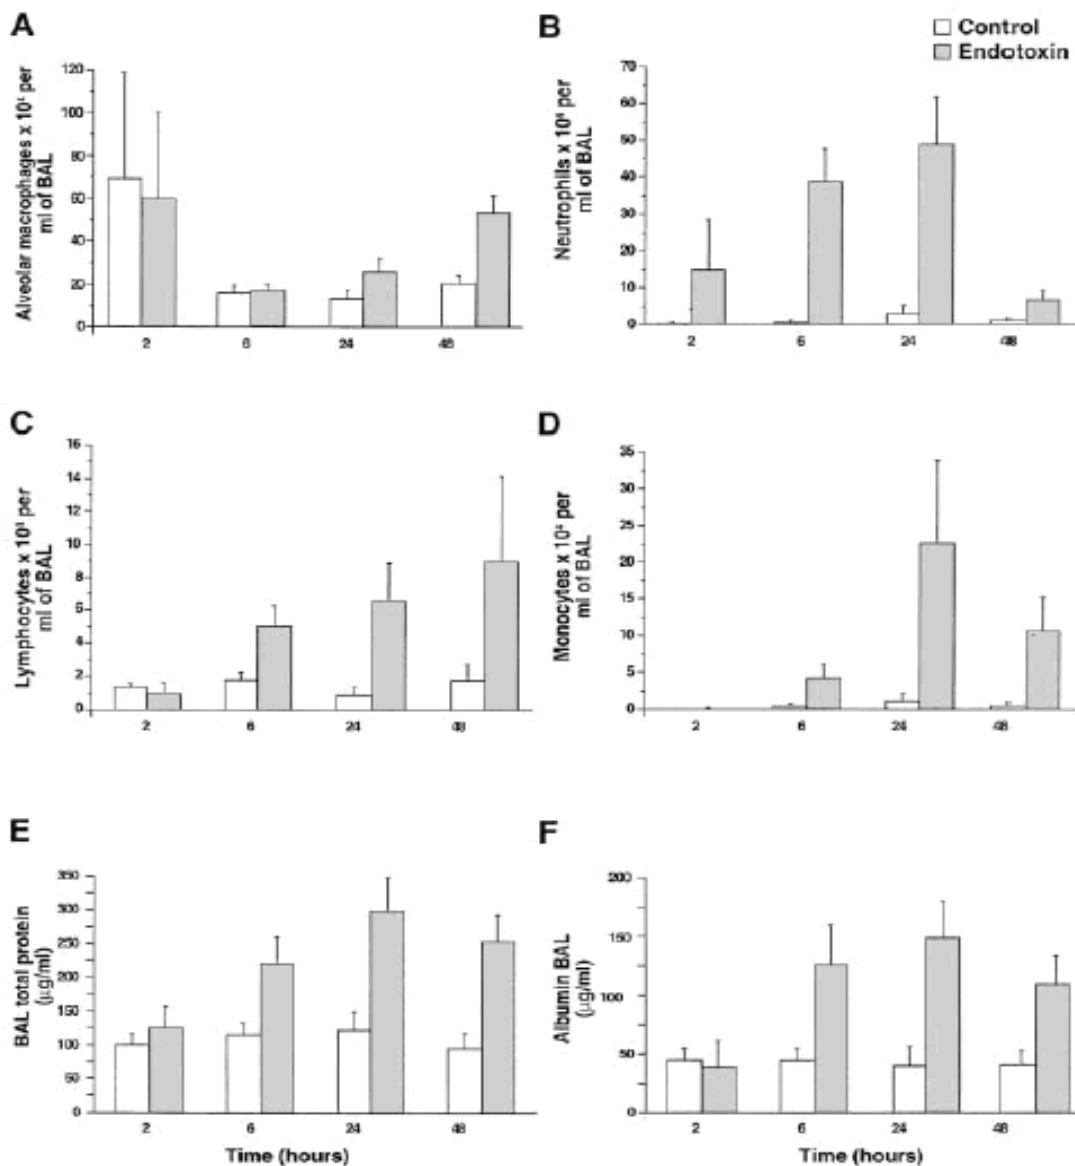 A
Alveolar macrophages x per
ml of BAL
120
100
80
60
40
20
0
2 6 24 48
B
Control
Endotoxin
Neutrophils x per
ml of BAL
70
60
50
40
30
20
10
0
2 6 24 48
C
Lymphocytes x per
ml of BAL
16
14
12
10
8
6
4
2
0
2 6 24 48
D
Monocytes x per
ml of BAL
35
30
25
20
15
10
5
0
2 6 24 48
E
BAL total protein
(µg/ml)
350
300
250
200
150
100
50
0
2 6 24 48
Time (hours)
F
Albumin BAL
(µg/ml)
200
150
100
50
0
2 6 24 48
Time (hours)